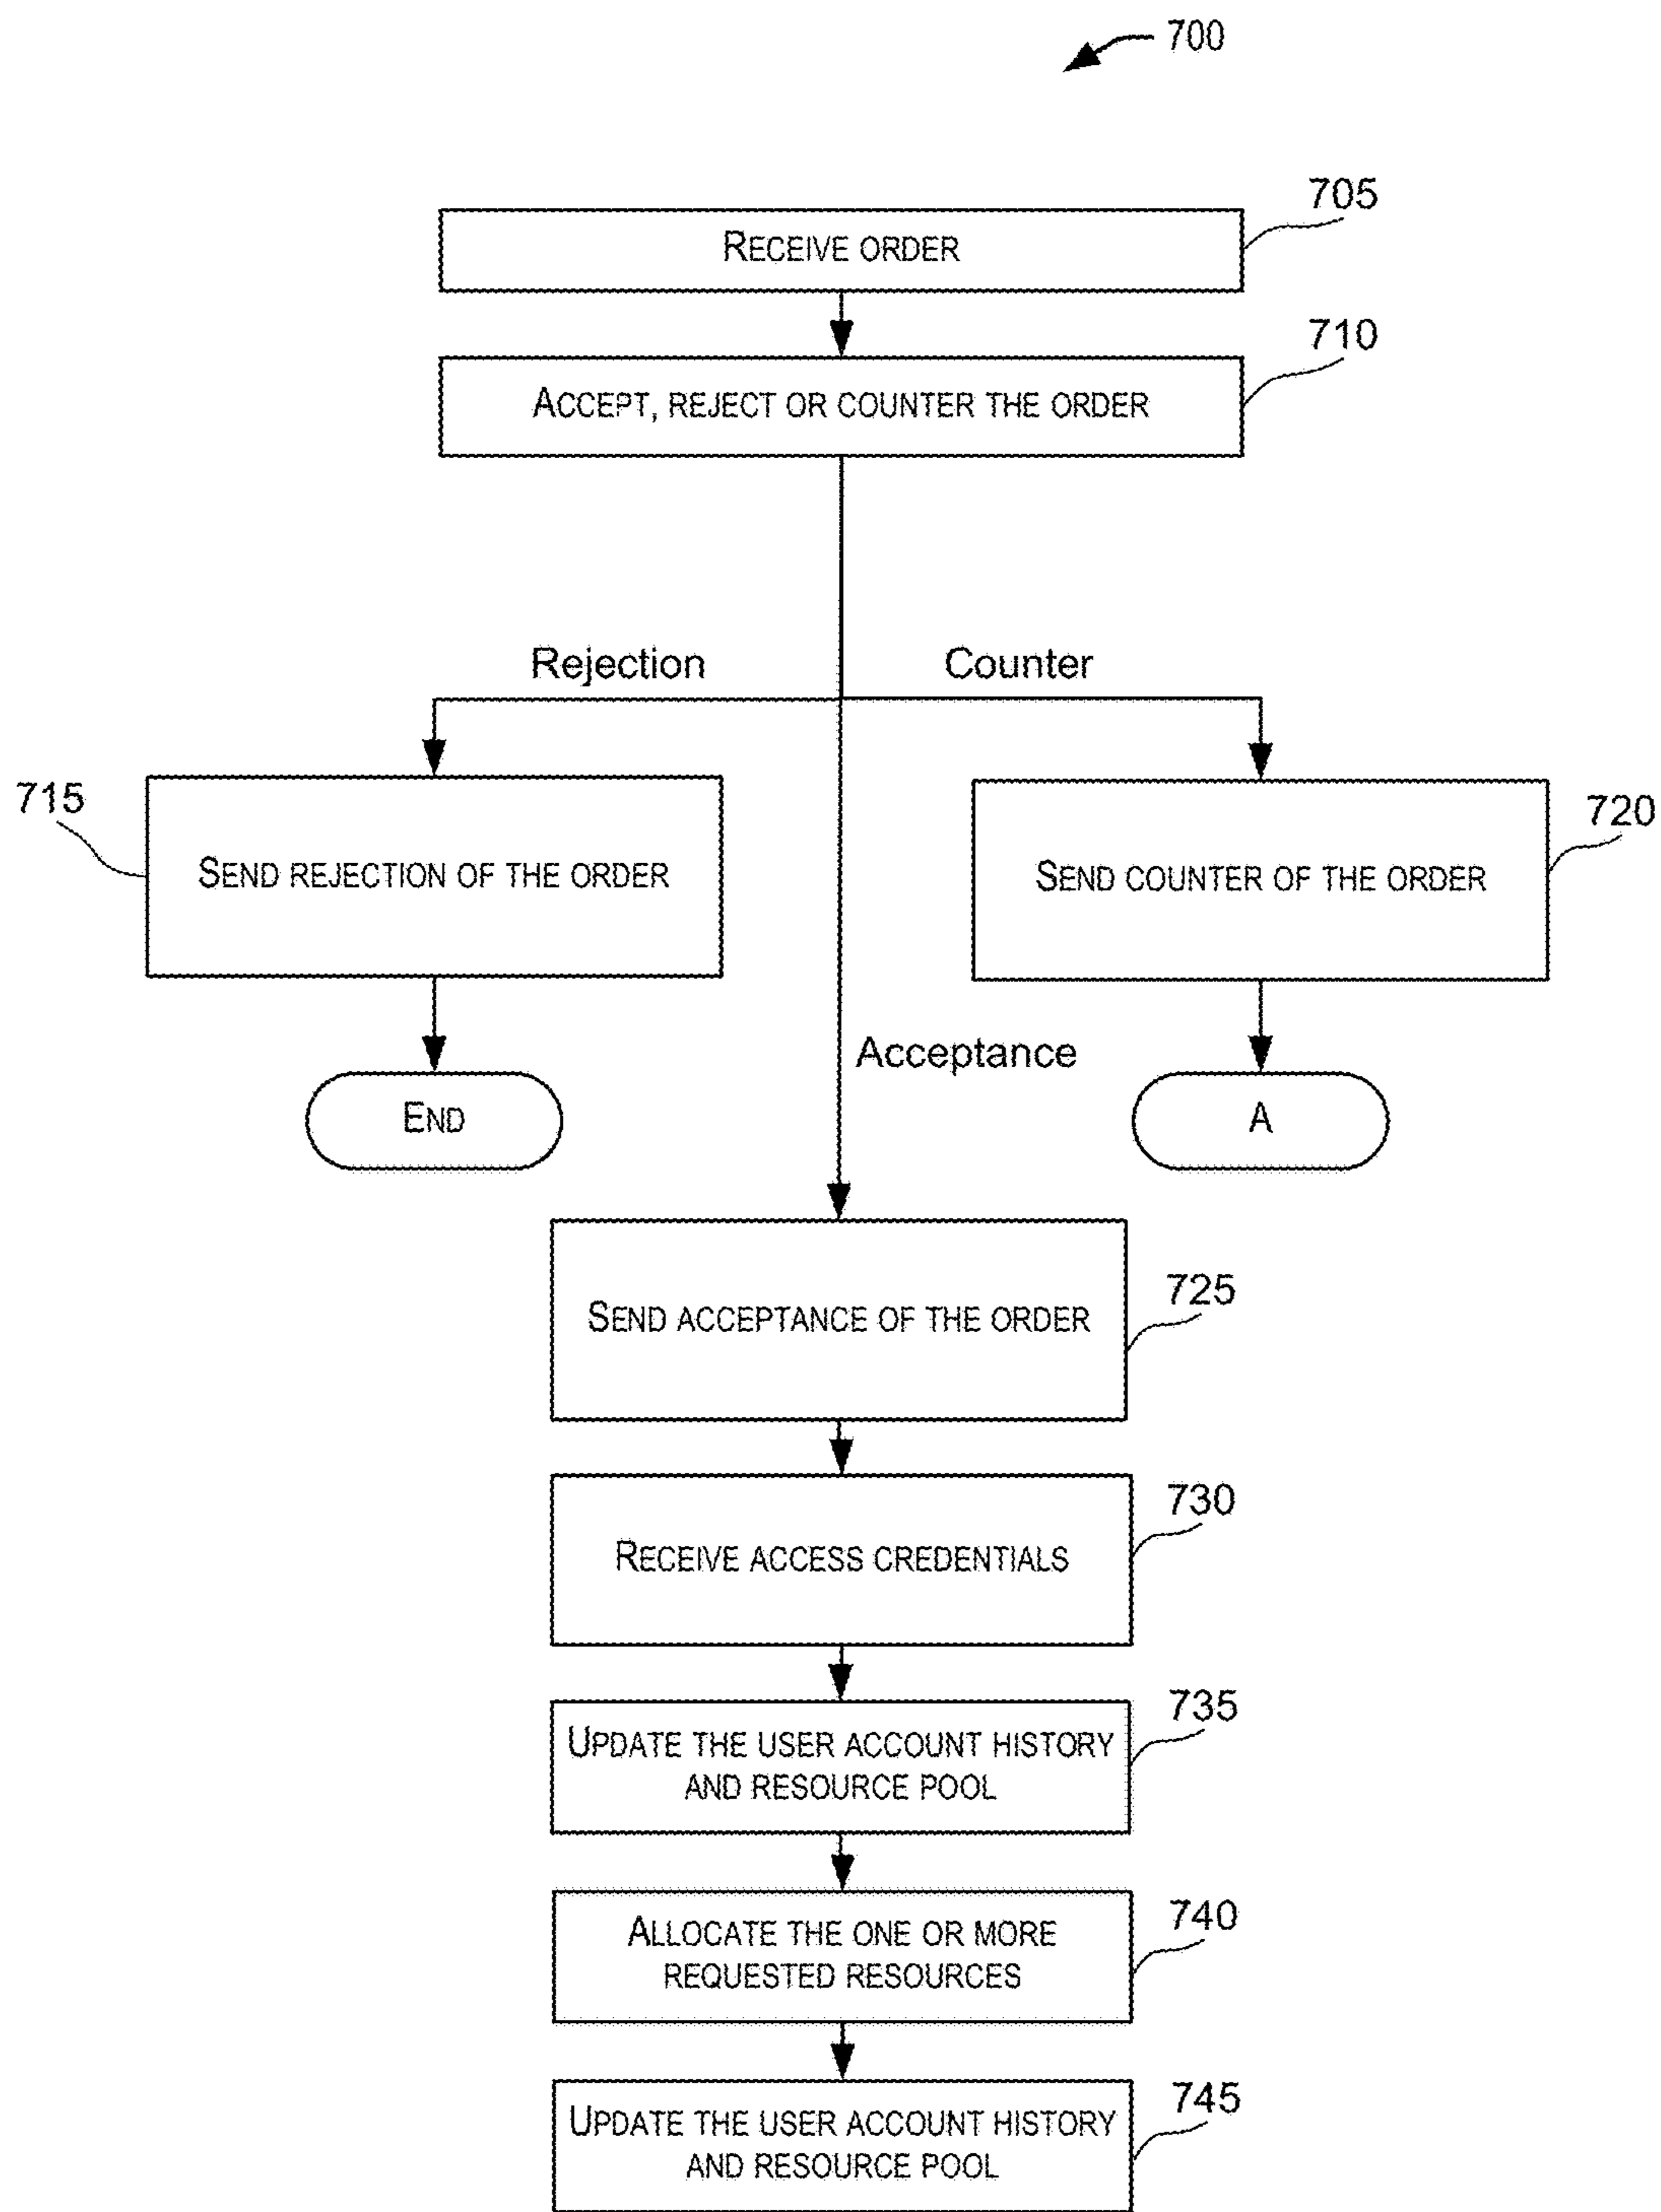 700
705
RECEIVE ORDER
710
ACCEPT, REJECT OR COUNTER THE ORDER
Rejection
Counter
715
SEND REJECTION OF THE ORDER
720
SEND COUNTER OF THE ORDER
Acceptance
END
A
725
SEND ACCEPTANCE OF THE ORDER
730
RECEIVE ACCESS CREDENTIALS
735
UPDATE THE USER ACCOUNT HISTORY
AND RESOURCE POOL
740
ALLOCATE THE ONE OR MORE
REQUESTED RESOURCES
745
UPDATE THE USER ACCOUNT HISTORY
AND RESOURCE POOL